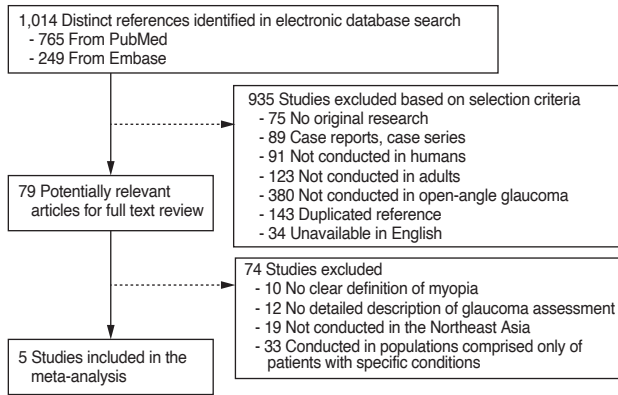 1,014 Distinct references identified in electronic database search
- 765 From PubMed
- 249 From Embase
935 Studies excluded based on selection criteria
- 75 No original research
- 89 Case reports, case series
- 91 Not conducted in humans
- 123 Not conducted in adults
- 380 Not conducted in open-angle glaucoma
- 143 Duplicated reference
- 34 Unavailable in English
79 Potentially relevant
articles for full text review
74 Studies excluded
- 10 No clear definition of myopia
- 12 No detailed description of glaucoma assessment
- 19 Not conducted in the Northeast Asia
- 33 Conducted in populations comprised only of
patients with specific conditions
5 Studies included in the
meta-analysis